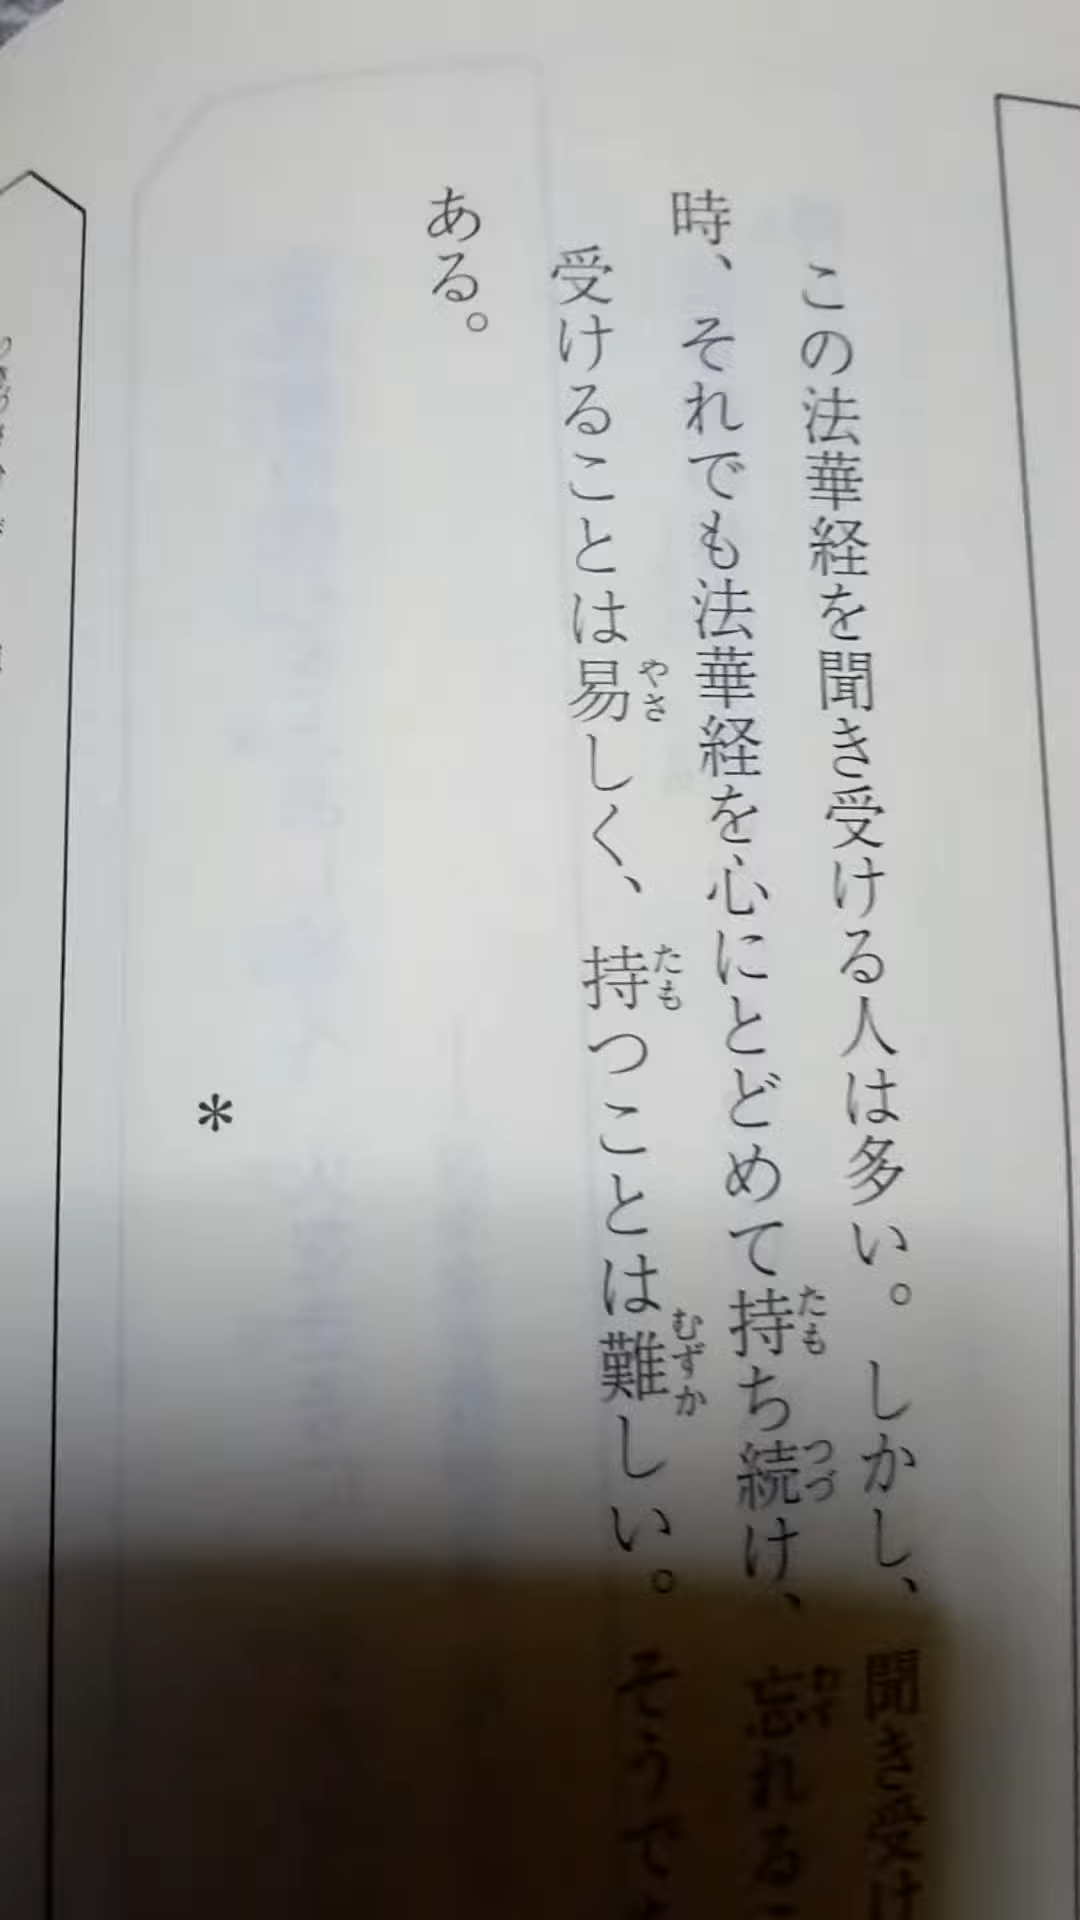 この法華経を聞き受ける人は多い。しかし、聞き受け
時、それでも法華経を心にとどめて持ち続け、忘れるこ
受けることは易しく、持つことは難しい。そうで
ある。
*